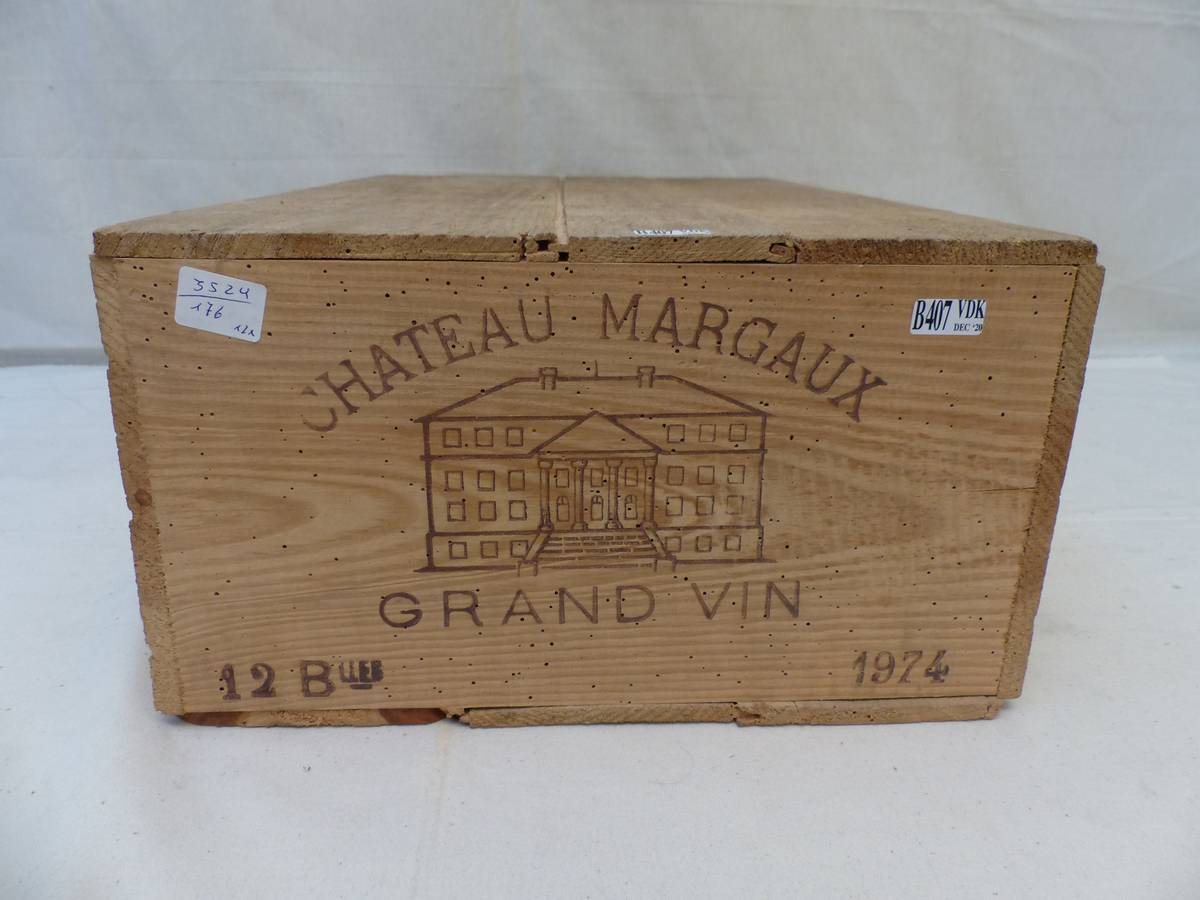 3524
176
12x
B407 VDK
DEC '20
CHATEAU MARGAUX
GRAND VIN
12 BLLES
1974